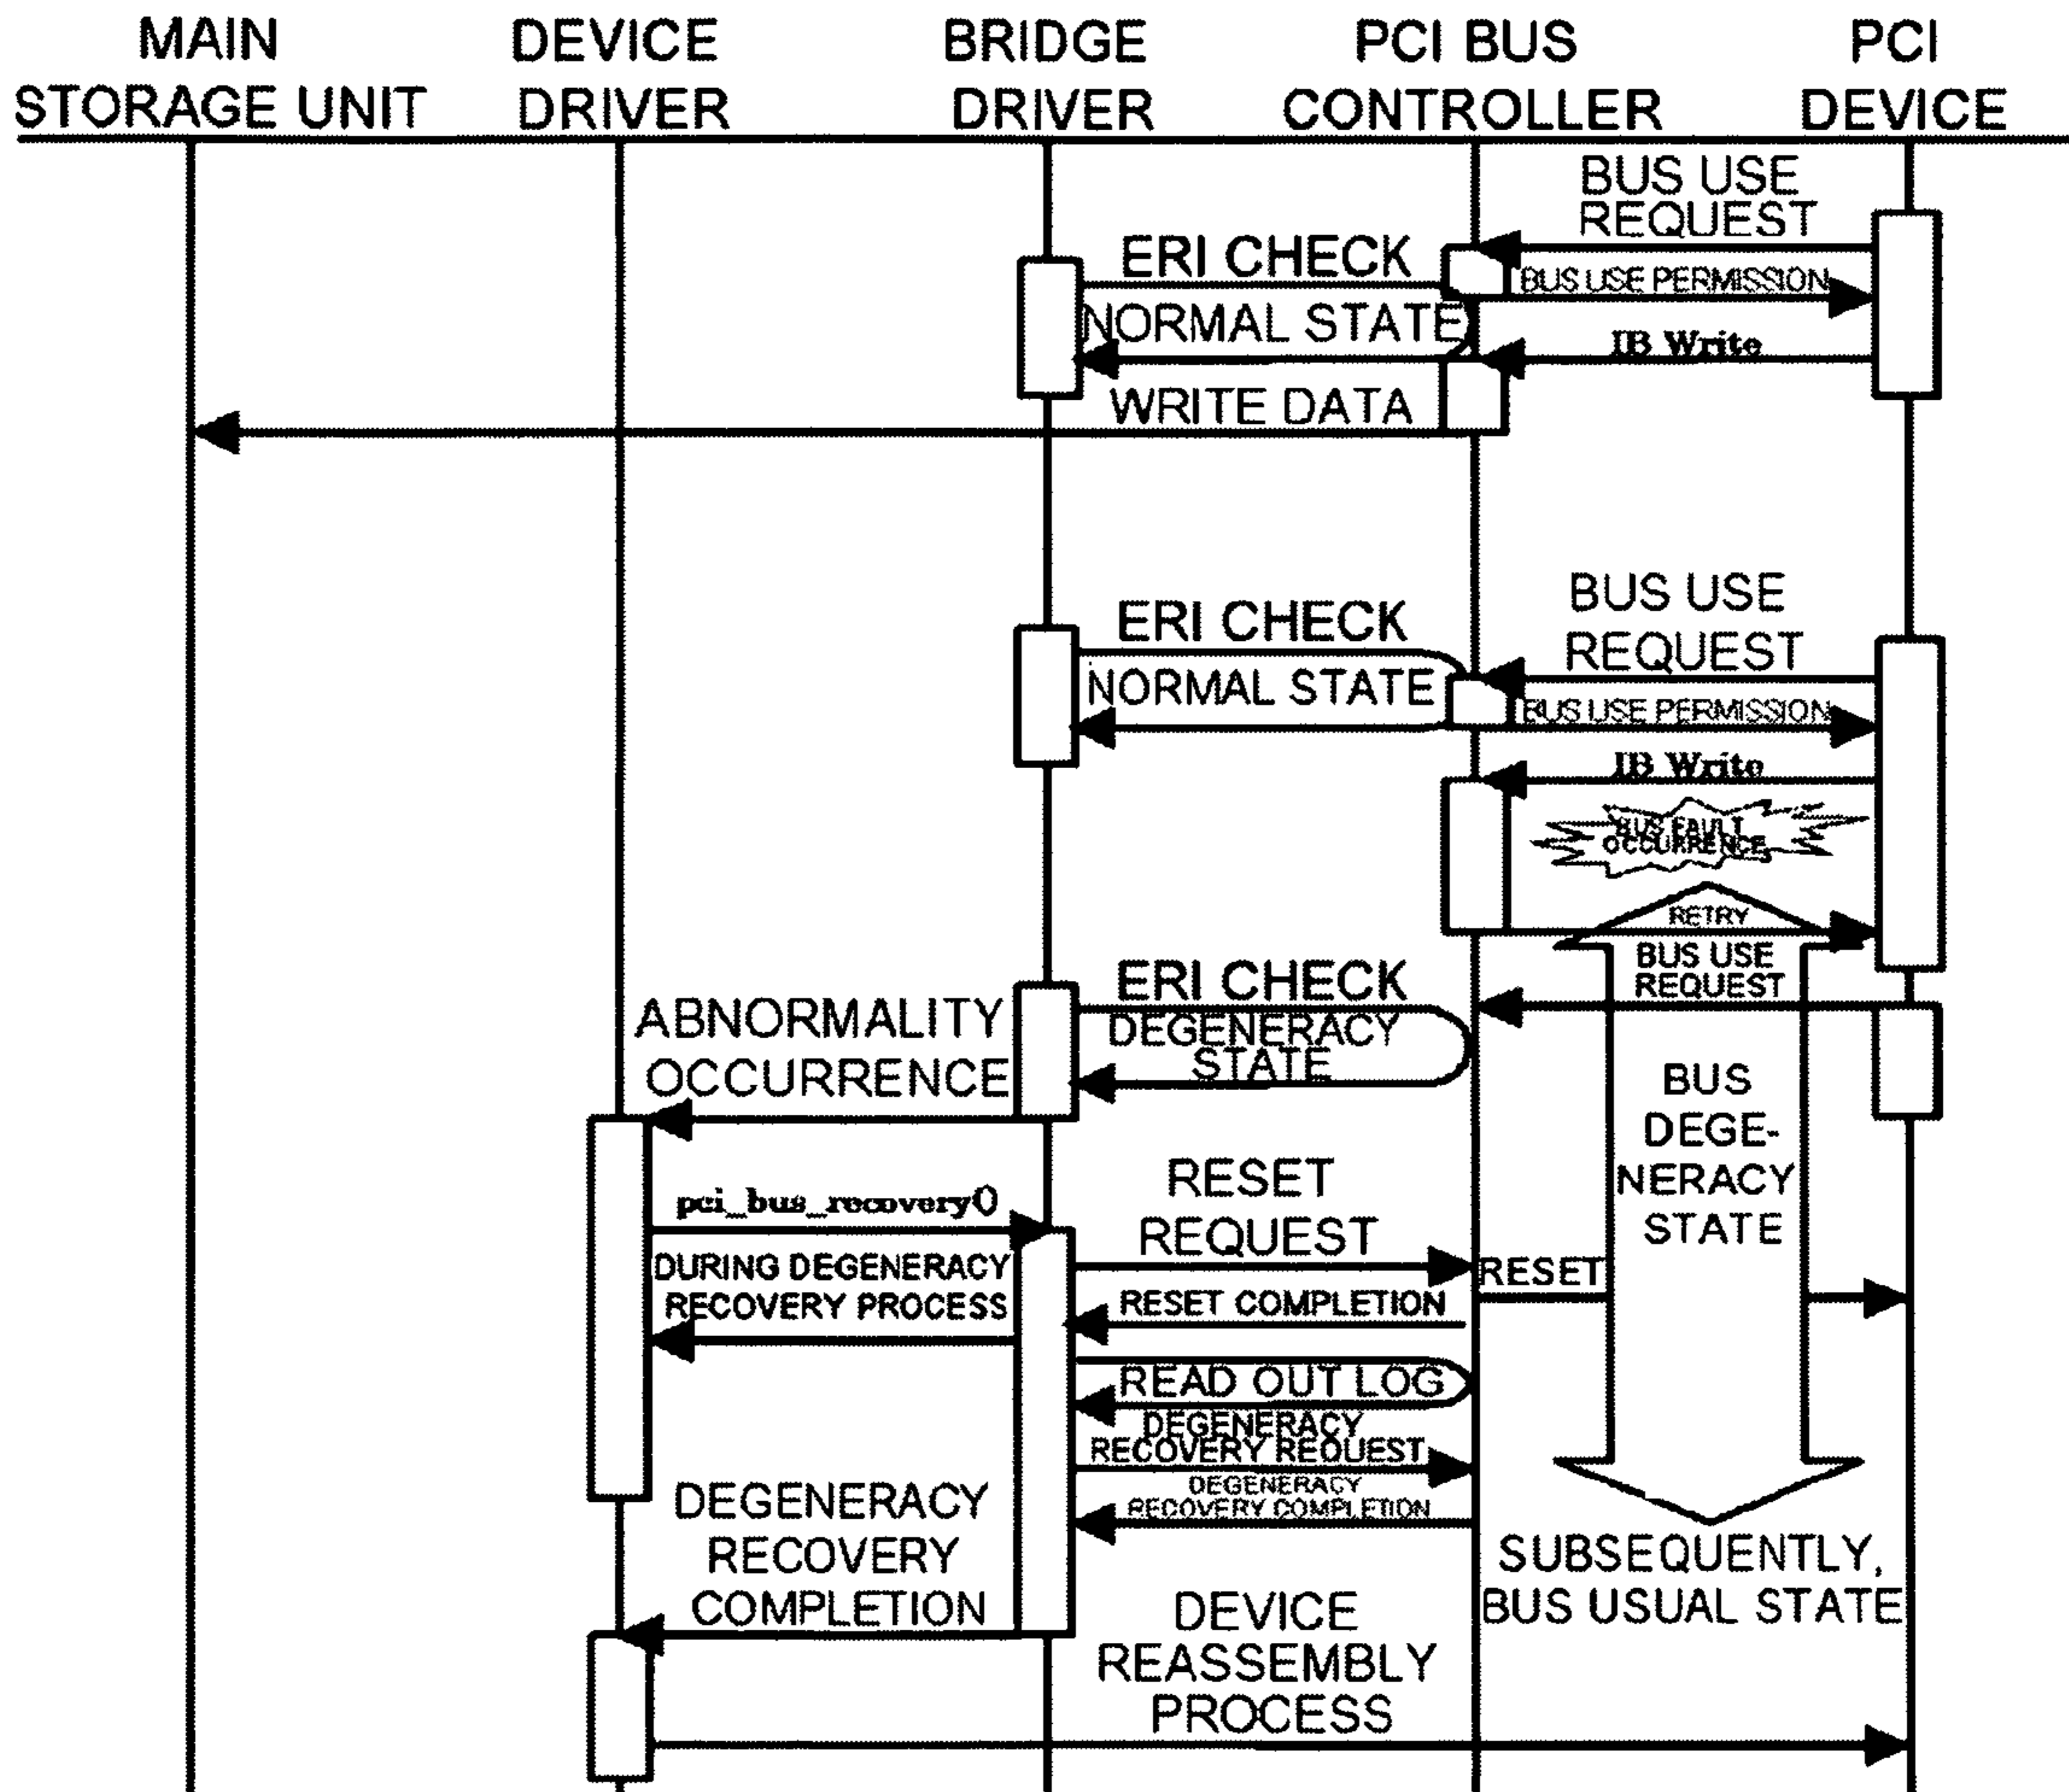 MAIN STORAGE UNIT
DEVICE DRIVER
BRIDGE DRIVER
PCI BUS CONTROLLER
PCI DEVICE
BUS USE
REQUEST
ERI CHECK
BUS USE PERMISSION
NORMAL STATE
IB Write
WRITE DATA
BUS USE
REQUEST
ERI CHECK
NORMAL STATE
BUS USE PERMISSION
IB Write
BUS FAULT
OCCURRENCE
RETRY
BUS USE
REQUEST
ERI CHECK
DEGENERACY
STATE
ABNORMALITY
OCCURRENCE
BUS
DEGE-
NERACY
STATE
pci_bus_recovery()
RESET
REQUEST
RESET
DURING DEGENERACY
RECOVERY PROCESS
RESET COMPLETION
READ OUT LOG
DEGENERACY
RECOVERY REQUEST
DEGENERACY
RECOVERY COMPLETION
DEGENERACY
RECOVERY
COMPLETION
SUBSEQUENTLY,
BUS USUAL STATE
DEVICE
REASSEMBLY
PROCESS